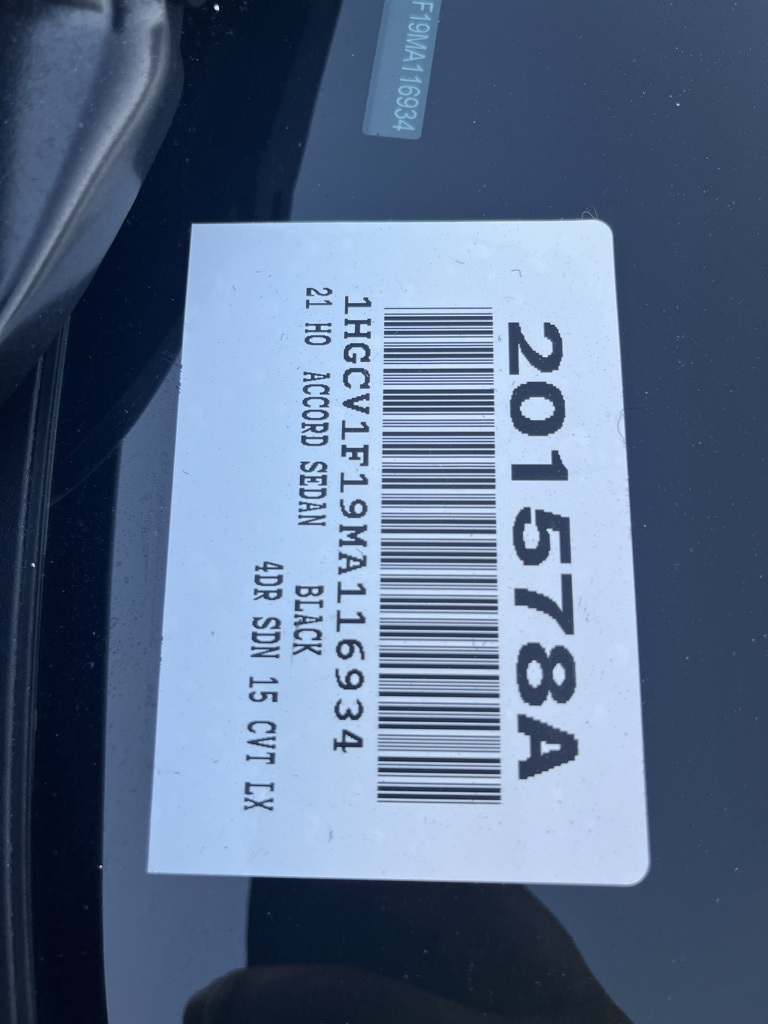 F19MA116934
201578A
1HGCV1F19MA116934
21 HO ACCORD SEDAN BLACK
4DR SDN 15 CVT LX